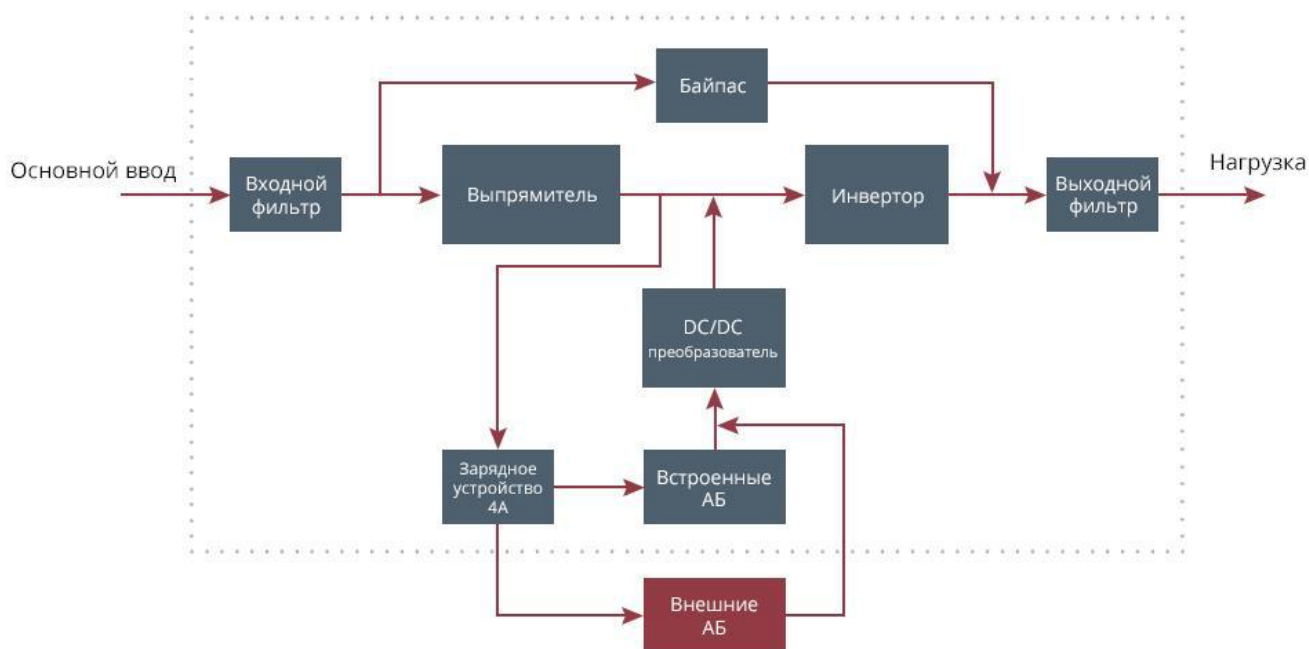 Байпас
Основной ввод
Входной
фильтр
Выпрямитель
Инвертор
Выходной
фильтр
Нагрузка
DC/DC
преобразователь
Зарядное
устройство
4А
Встроенные
АБ
Внешние
АБ